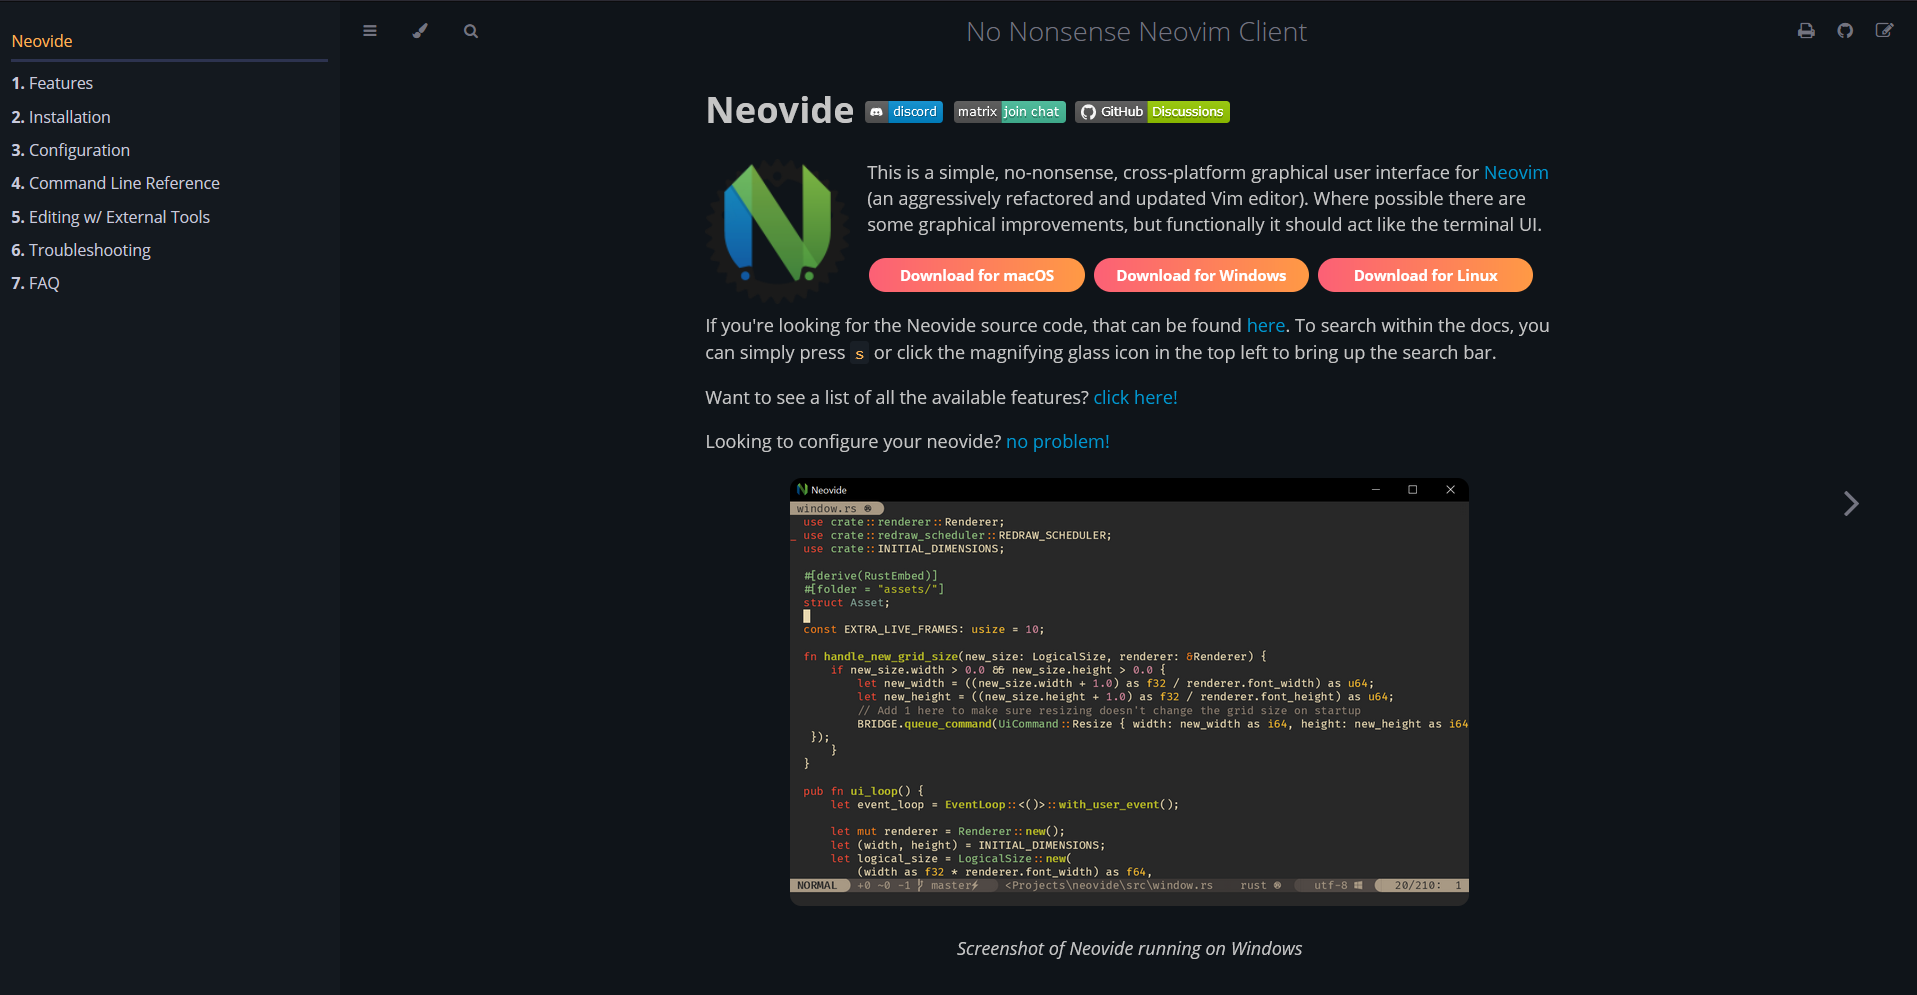 Neovide
1. Features
2. Installation
3. Configuration
4. Command Line Reference
5. Editing w/ External Tools
6. Troubleshooting
7. FAQ
No Nonsense Neovim Client
Neovide discord matrix join chat GitHub Discussions
This is a simple, no-nonsense, cross-platform graphical user interface for Neovim
(an aggressively refactored and updated Vim editor). Where possible there are
some graphical improvements, but functionally it should act like the terminal UI.
Download for macOS Download for Windows Download for Linux
If you're looking for the Neovide source code, that can be found here. To search within the docs, you
can simply press s or click the magnifying glass icon in the top left to bring up the search bar.
Want to see a list of all the available features? click here!
Looking to configure your neovide? no problem!
Neovide
window.rs
use crate::renderer::Renderer;
use crate::redraw_scheduler::REDRAW_SCHEDULER;
use crate::INITIAL_DIMENSIONS;
#[derive(RustEmbed)]
#[folder = "assets/"]
struct Asset;
const EXTRA_LIVE_FRAMES: usize = 10;
fn handle_new_grid_size(new_size: LogicalSize, renderer: &Renderer) {
if new_size.width > 0.0 && new_size.height > 0.0 {
let new_width = ((new_size.width + 1.0) as f32 / renderer.font_width) as u64;
let new_height = ((new_size.height + 1.0) as f32 / renderer.font_height) as u64;
// Add 1 here to make sure resizing doesn't change the grid size on startup
BRIDGE.queue_command(UiCommand::Resize { width: new_width as i64, height: new_height as i64
});
}
}
pub fn ui_loop() {
let event_loop = EventLoop::<()>::with_user_event();
let mut renderer = Renderer::new();
let (width, height) = INITIAL_DIMENSIONS;
let logical_size = LogicalSize::new(
(width as f32 * renderer.font_width) as f64,
NORMAL +0 ~0 -1 master <Projects\neovide\src\window.rs rust utf-8 20/210: 1
Screenshot of Neovide running on Windows